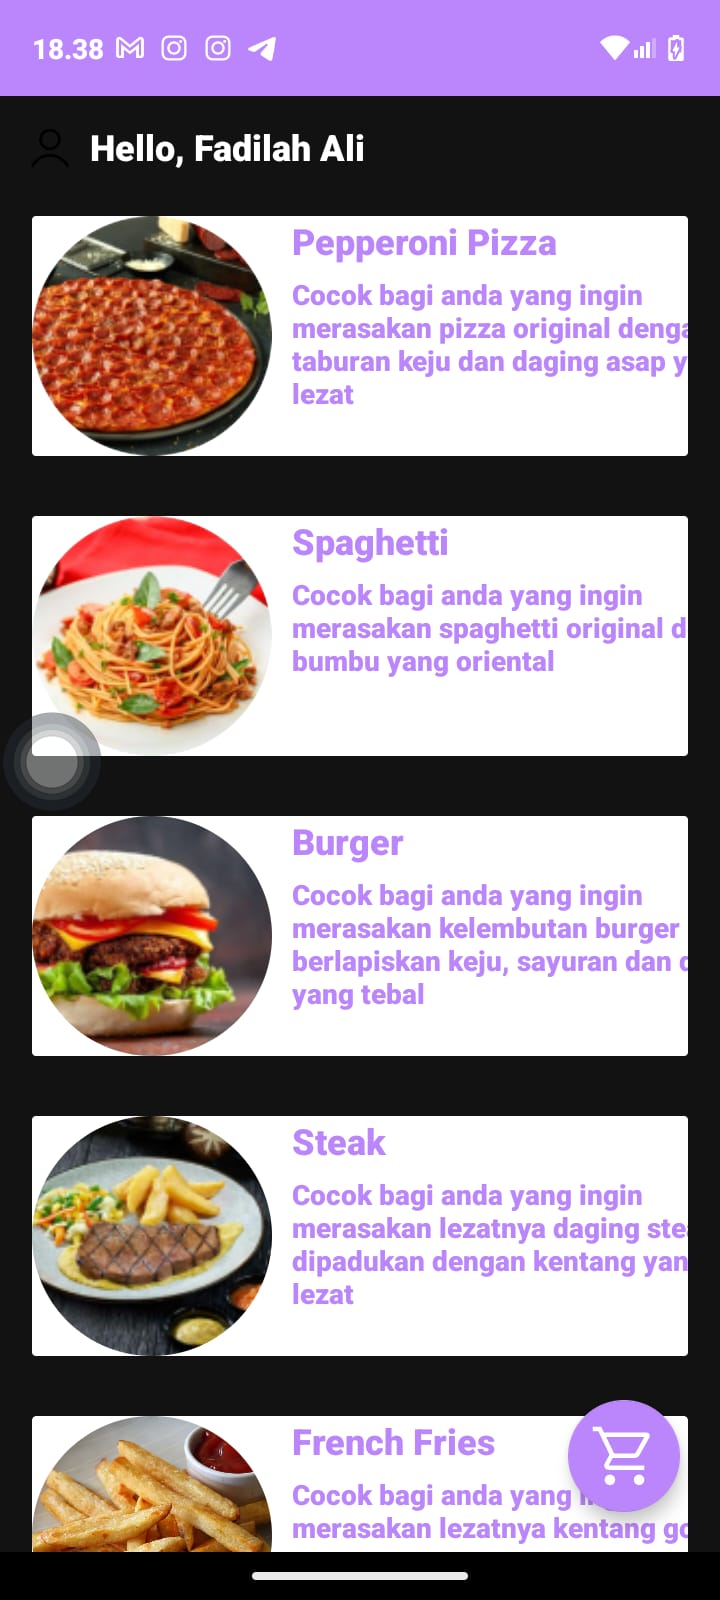 18.38
Hello, Fadilah Ali
Pepperoni Pizza
Cocok bagi anda yang ingin
merasakan pizza original denga
taburan keju dan daging asap y
lezat
Spaghetti
Cocok bagi anda yang ingin
merasakan spaghetti original d
bumbu yang oriental
Burger
Cocok bagi anda yang ingin
merasakan kelembutan burger
berlapiskan keju, sayuran dan
yang tebal
Steak
Cocok bagi anda yang ingin
merasakan lezatnya daging stea
dipadukan dengan kentang yan
lezat
French Fries
Cocok bagi anda yang
merasakan lezatnya kentang go